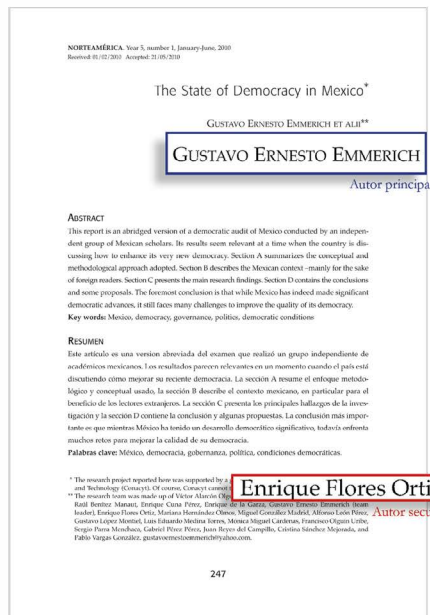 NORTEAMÉRICA. Year 5, number 1, January-June, 2010
Received: 01/02/2010 Accepted: 21/05/2010
The State of Democracy in Mexico*
GUSTAVO ERNESTO EMMERICH ET ALII**
GUSTAVO ERNESTO EMMERICH
Autor principa
ABSTRACT
This report is an abridged version of a democratic audit of Mexico conducted by an indepen-
dent group of Mexican scholars. Its results seem relevant at a time when the country is dis-
cussing how to enhance its very new democracy. Section A summarizes the conceptual and
methodological approach adopted. Section B describes the Mexican context –mainly for the sake
of foreign readers. Section C presents the main research findings. Section D contains the conclusions
and some proposals. The foremost conclusion is that while Mexico has indeed made significant
democratic advances, it still faces many challenges to improve the quality of its democracy.
Key words: Mexico, democracy, governance, politics, democratic conditions
RESUMEN
Este artículo es una version abreviada del examen que realizó un grupo independiente de
académicos mexicanos. Los resultados parecen relevantes en un momento cuando el país está
discutiendo cómo mejorar su reciente democracia. La sección A resume el enfoque metodo-
lógico y conceptual usado, la sección B describe el contexto mexicano, en particular para el
beneficio de los lectores extranjeros. La sección C presenta los principales hallazgos de la inves-
tigación y la sección D contiene la conclusión y algunas propuestas. La conclusión más impor-
tante es que mientras México ha tenido un desarrollo democrático significativo, todavía enfrenta
muchos retos para mejorar la calidad de su democracia.
Palabras clave: México, democracia, gobernanza, política, condiciones democráticas.
* The research project reported here was supported by a
and Technology (Conacyt). Of course, Conacyt cannot
Enrique Flores Orti
** The research team was made up of Víctor Alarcón
Raúl Benítez Manaut, Enrique Cuna Pérez, Enrique de la Garza, Gustavo Ernesto Emmerich (team
leader), Enrique Flores Ortiz, Mariana Hernández Olmos, Miguel González Madrid, Alfonso León Pérez,
Autor secu
Gustavo López Montiel, Luis Eduardo Medina Torres, Mónica Miguel Cárdenas, Francisco Olguín Uribe,
Sergio Parra Menchaca, Gabriel Pérez Pérez, Juan Reyes del Campillo, Cristina Sánchez Mejorada, and
Pablo Vargas González. gustavoernestoemmerich@yahoo.com.
247